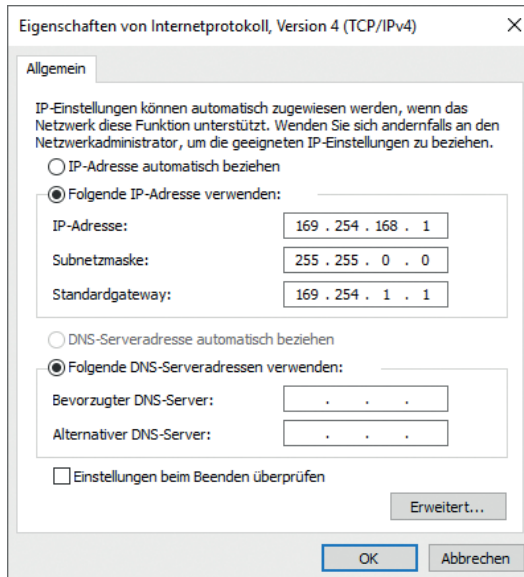 Eigenschaften von Internetprotokoll, Version 4 (TCP/IPv4)
Allgemein
IP-Einstellungen können automatisch zugewiesen werden, wenn das
Netzwerk diese Funktion unterstützt. Wenden Sie sich andernfalls an den
Netzwerkadministrator, um die geeigneten IP-Einstellungen zu beziehen.
IP-Adresse automatisch beziehen
Folgende IP-Adresse verwenden:
IP-Adresse: 169 . 254 . 168 . 1
Subnetzmaske: 255 . 255 . 0 . 0
Standardgateway: 169 . 254 . 1 . 1
DNS-Serveradresse automatisch beziehen
Folgende DNS-Serveradressen verwenden:
Bevorzugter DNS-Server: . . .
Alternativer DNS-Server: . . .
Einstellungen beim Beenden überprüfen
Erweitert...
OK Abbrechen